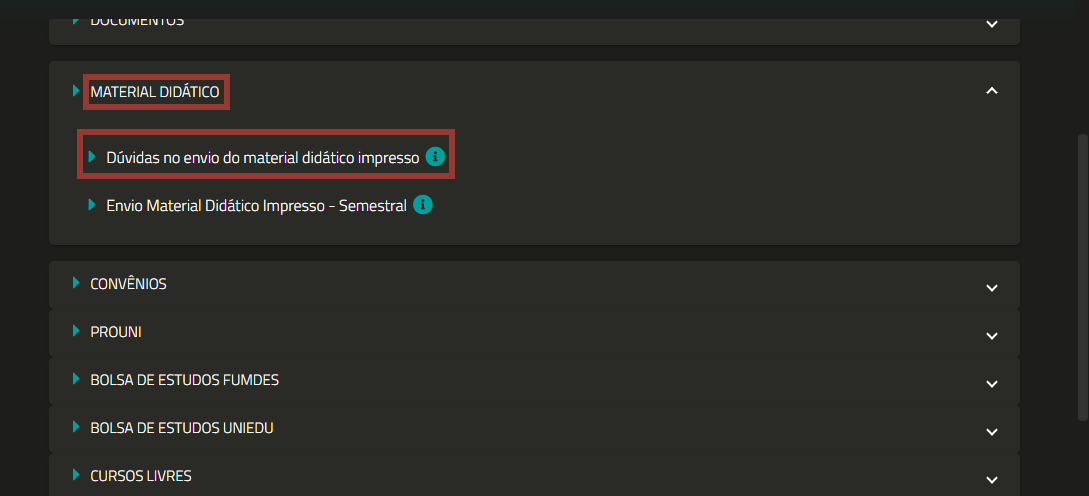 DOCUMENTOS
MATERIAL DIDÁTICO
Dúvidas no envio do material didático impresso
Envio Material Didático Impresso - Semestral
CONVÊNIOS
PROUNI
BOLSA DE ESTUDOS FUMDES
BOLSA DE ESTUDOS UNIEDU
CURSOS LIVRES